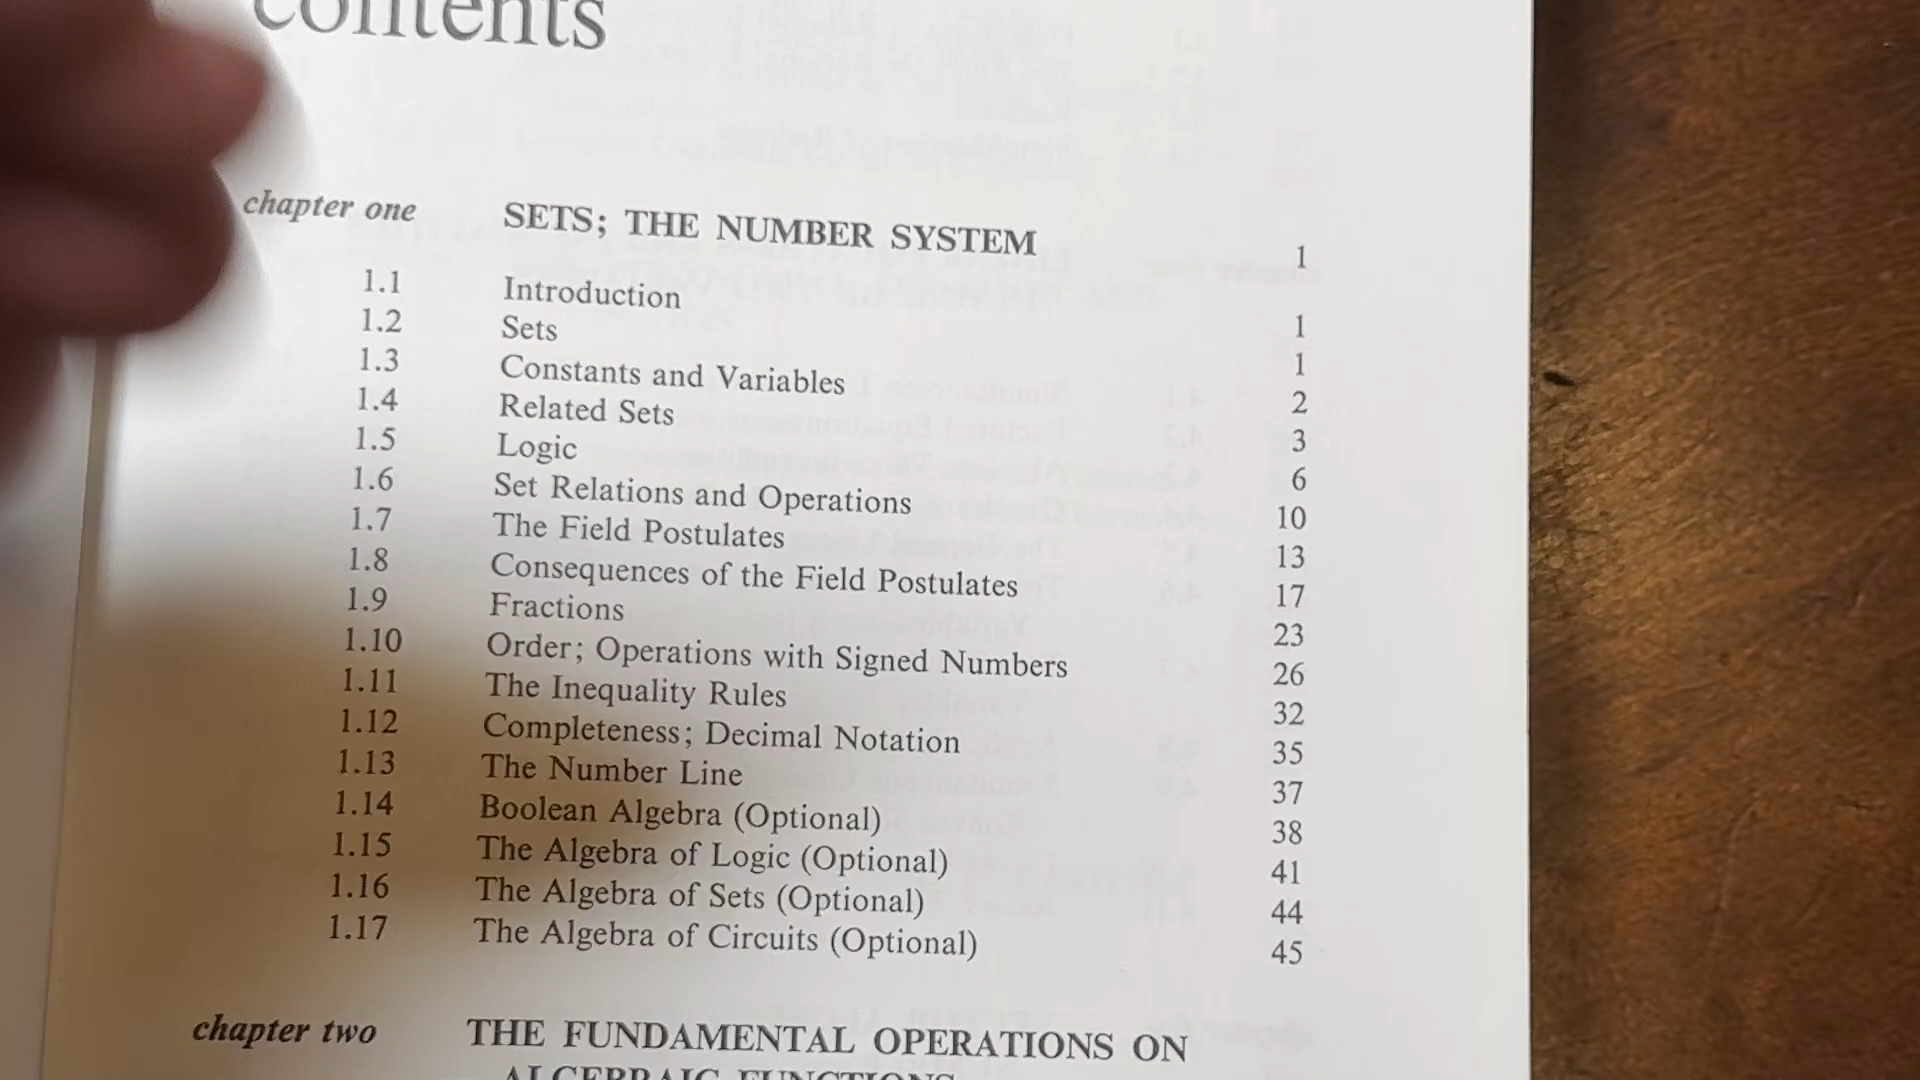 contents
chapter one SETS; THE NUMBER SYSTEM 1
1.1 Introduction 1
1.2 Sets 1
1.3 Constants and Variables 2
1.4 Related Sets 3
1.5 Logic 6
1.6 Set Relations and Operations 10
1.7 The Field Postulates 13
1.8 Consequences of the Field Postulates 17
1.9 Fractions 23
1.10 Order; Operations with Signed Numbers 26
1.11 The Inequality Rules 32
1.12 Completeness; Decimal Notation 35
1.13 The Number Line 37
1.14 Boolean Algebra (Optional) 38
1.15 The Algebra of Logic (Optional) 41
1.16 The Algebra of Sets (Optional) 44
1.17 The Algebra of Circuits (Optional) 45
chapter two THE FUNDAMENTAL OPERATIONS ON
ALGEBRAIC FUNCTIONS